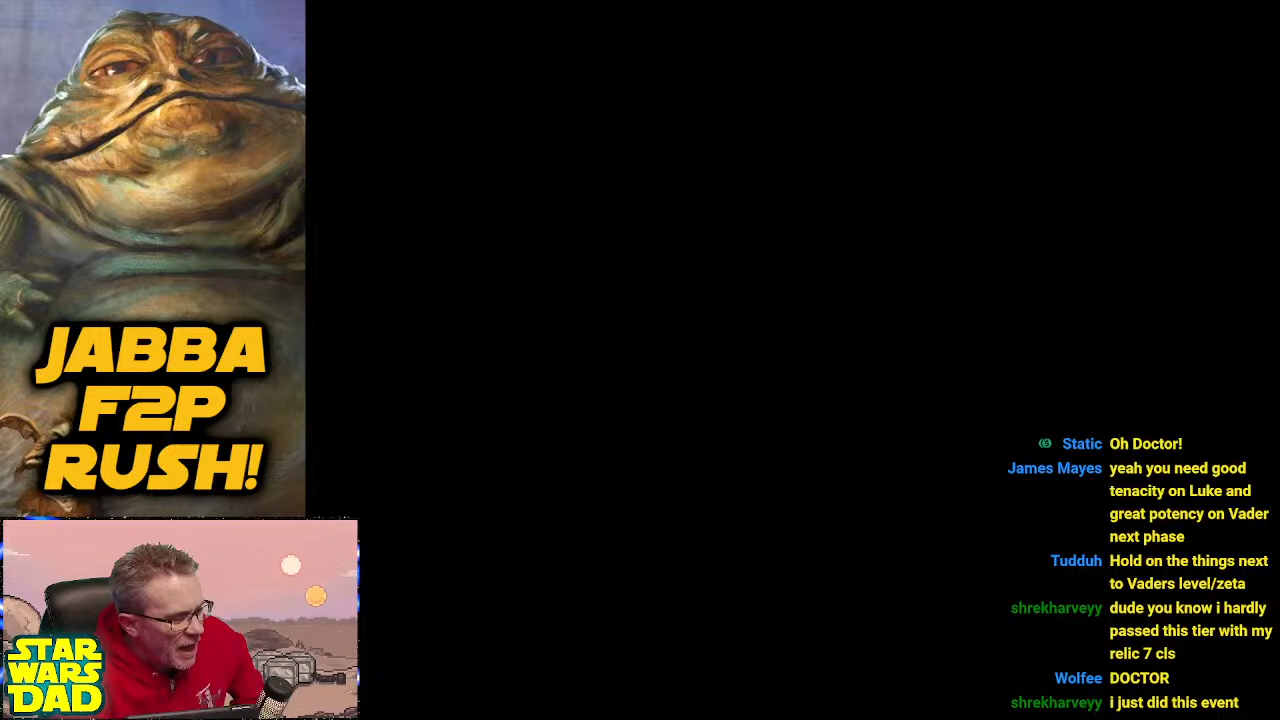 JABBA
F2P
RUSH!
STAR
WARS
DAD
Static Oh Doctor!
James Mayes yeah you need good
tenacity on Luke and
great potency on Vader
next phase
Tudduh Hold on the things next
to Vaders level/zeta
shrekharveyy dude you know i hardly
passed this tier with my
relic 7 cls
Wolfee DOCTOR
shrekharveyy i just did this event